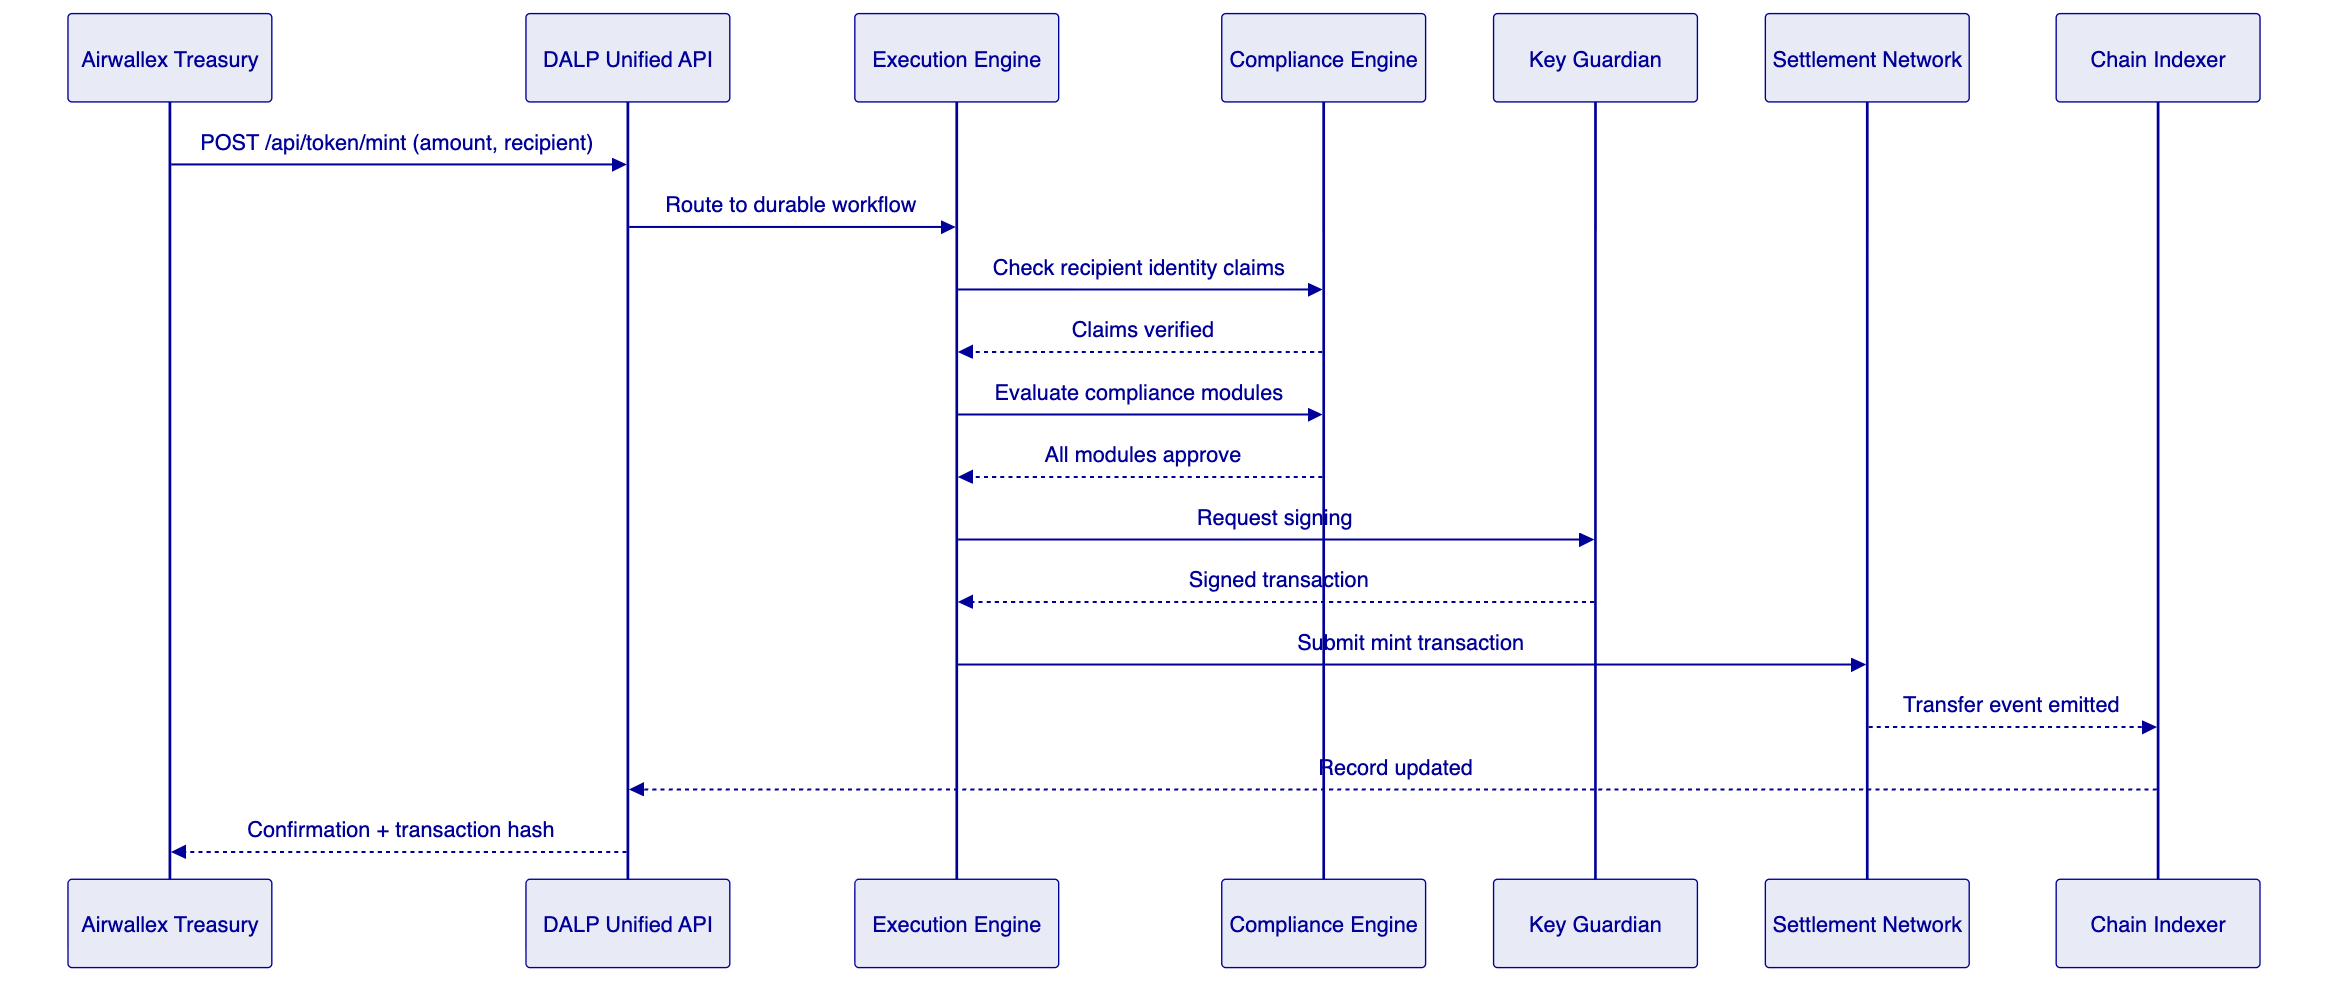 Airwallex Treasury
DALP Unified API
Execution Engine
Compliance Engine
Key Guardian
Settlement Network
Chain Indexer
POST /api/token/mint (amount, recipient)
Route to durable workflow
Check recipient identity claims
Claims verified
Evaluate compliance modules
All modules approve
Request signing
Signed transaction
Submit mint transaction
Transfer event emitted
Record updated
Confirmation + transaction hash
Airwallex Treasury
DALP Unified API
Execution Engine
Compliance Engine
Key Guardian
Settlement Network
Chain Indexer